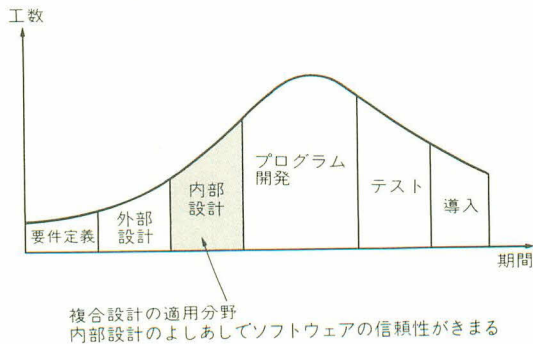 工数
要件定義
外部
設計
内部
設計
プログラム
開発
テスト
導入
期間
複合設計の適用分野
内部設計のよしあしでソフトウェアの信頼性がきまる